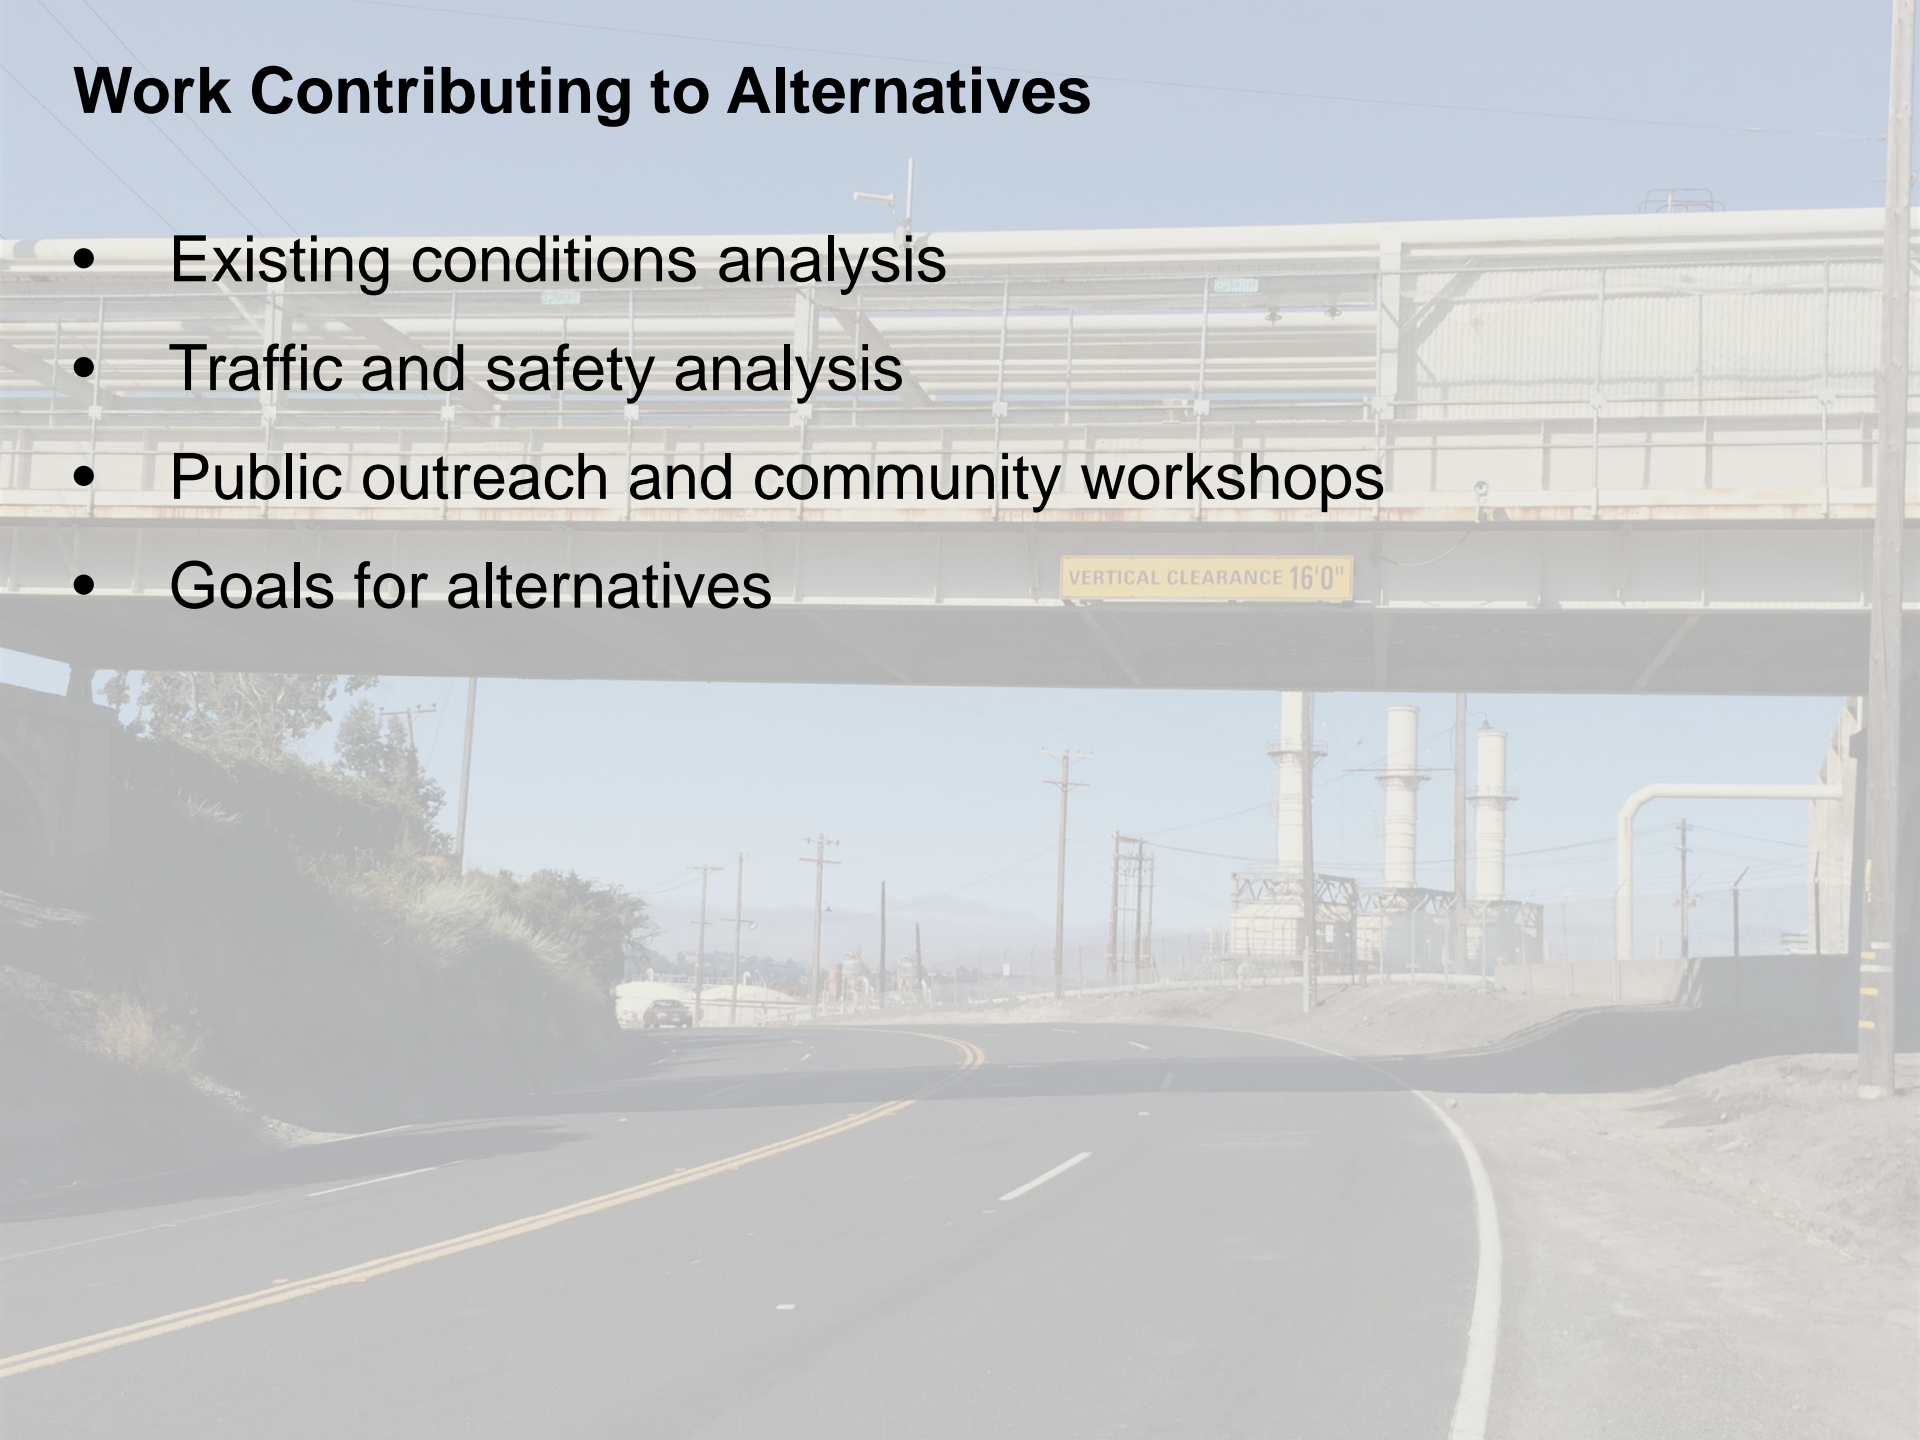 Work Contributing to Alternatives
• Existing conditions analysis
• Traffic and safety analysis
• Public outreach and community workshops
• Goals for alternatives
VERTICAL CLEARANCE 16'0"